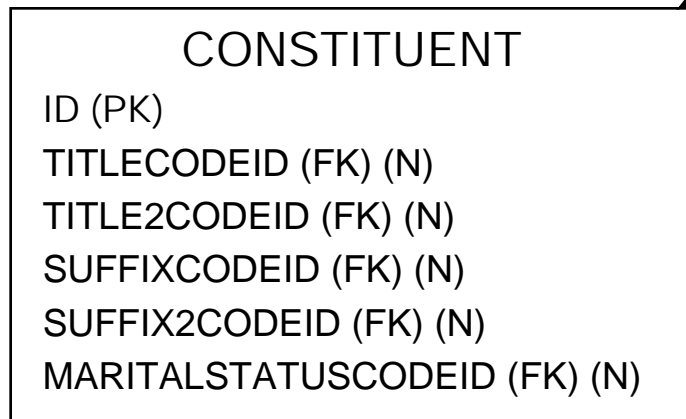 CONSTITUENT
ID (PK)
TITLECODEID (FK) (N)
TITLE2CODEID (FK) (N)
SUFFIXCODEID (FK) (N)
SUFFIX2CODEID (FK) (N)
MARITALSTATUSCODEID (FK) (N)